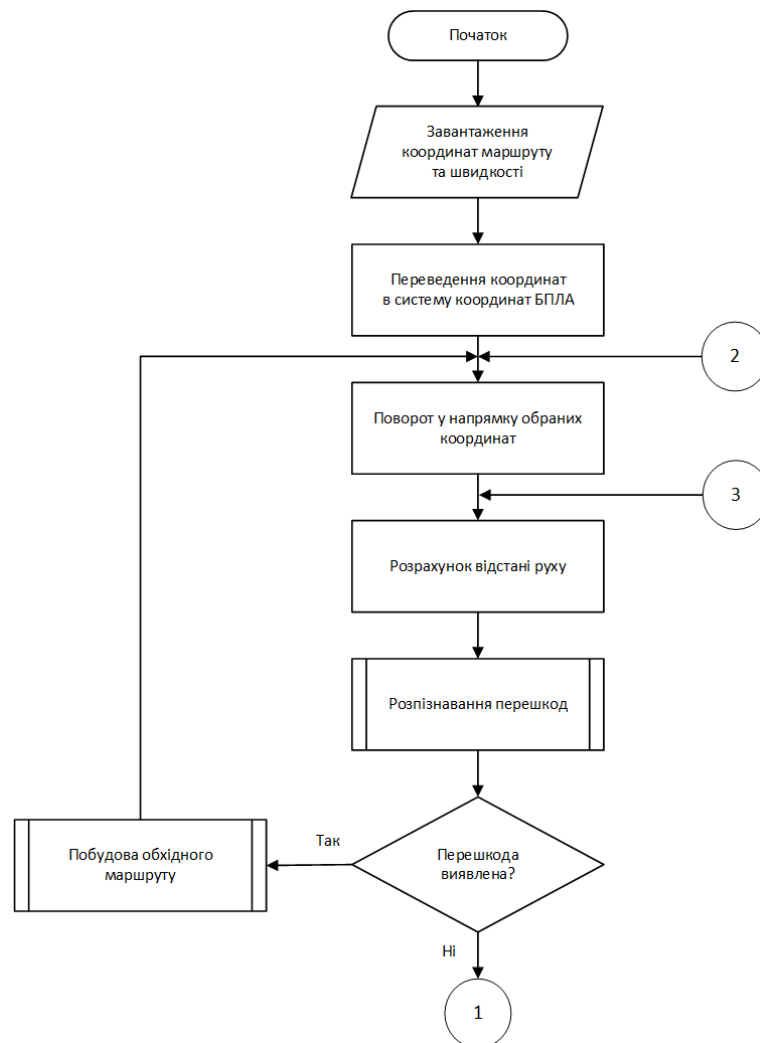 Початок
Завантаження
координат маршруту
та швидкості
Переведення координат
в систему координат БПЛА
2
Поворот у напрямку обраних
координат
3
Розрахунок відстані руху
Розпізнавання перешкод
Так
Побудова обхідного
маршруту
Перешкода
виявлена?
Ні
1